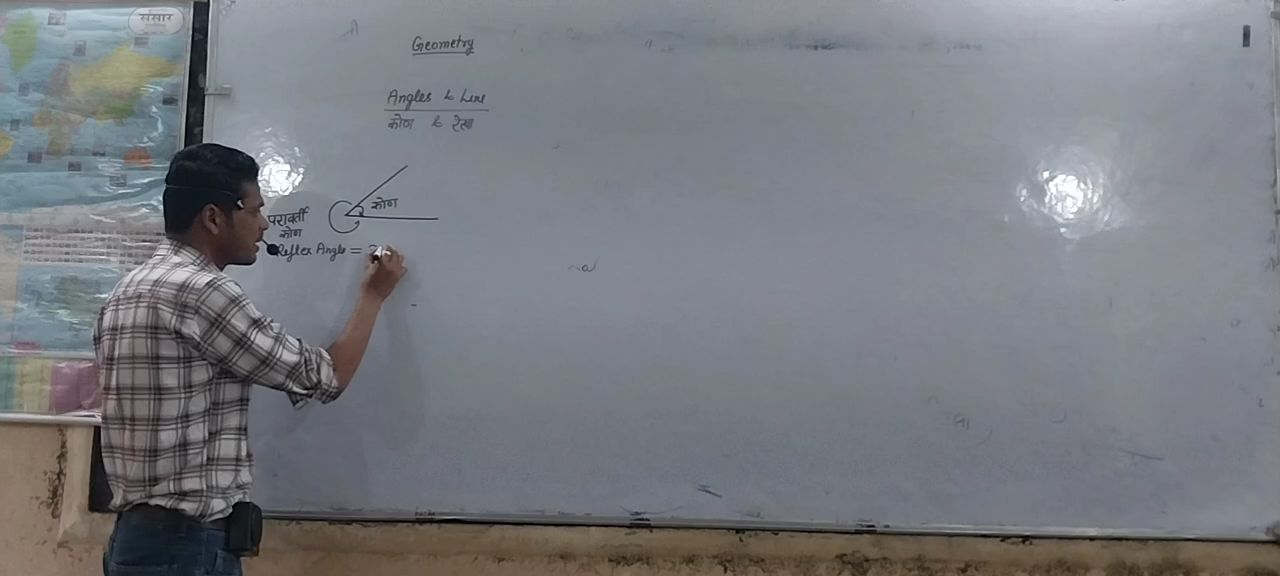 संसार
Geometry
Angles & Line
कोण & रेखा
कोण
परावर्ती
कोण
Reflex Angle =